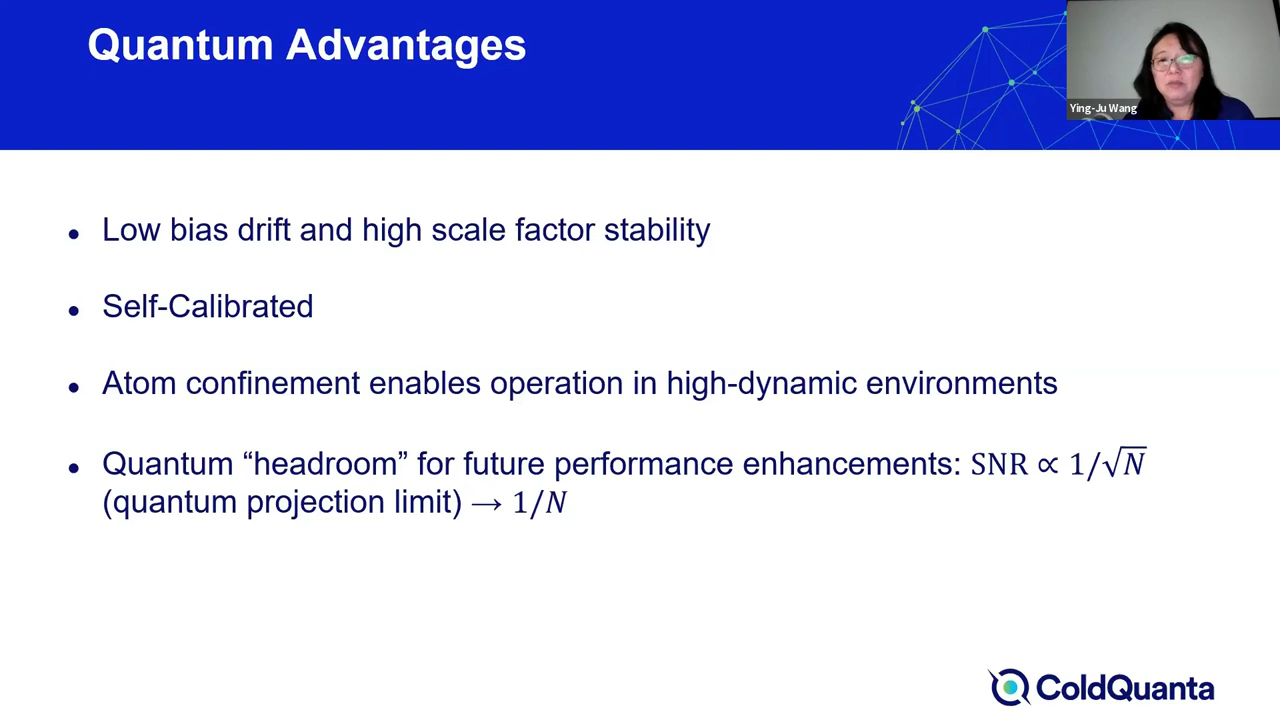 Quantum Advantages
Ying-Ju Wang
● Low bias drift and high scale factor stability
● Self-Calibrated
● Atom confinement enables operation in high-dynamic environments
● Quantum “headroom” for future performance enhancements: SNR ∝ 1/√N
(quantum projection limit) → 1/N
ColdQuanta